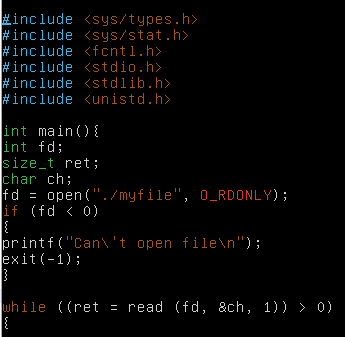 #include <sys/types.h>
#include <sys/stat.h>
#include <fcntl.h>
#include <stdio.h>
#include <stdlib.h>
#include <unistd.h>
int main(){
int fd;
size_t ret;
char ch;
fd = open("./myfile", O_RDONLY);
if (fd < 0)
{
printf("Can\'t open file\n");
exit(-1);
}
while ((ret = read (fd, &ch, 1)) > 0)
{